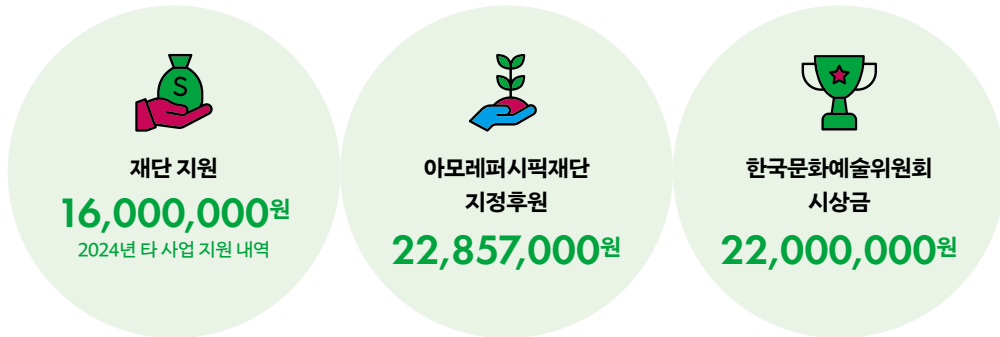 S
재단 지원
16,000,000원
2024년 타 사업 지원 내역
아모레퍼시픽재단
지정후원
22,857,000원
한국문화예술위원회
시상금
22,000,000원